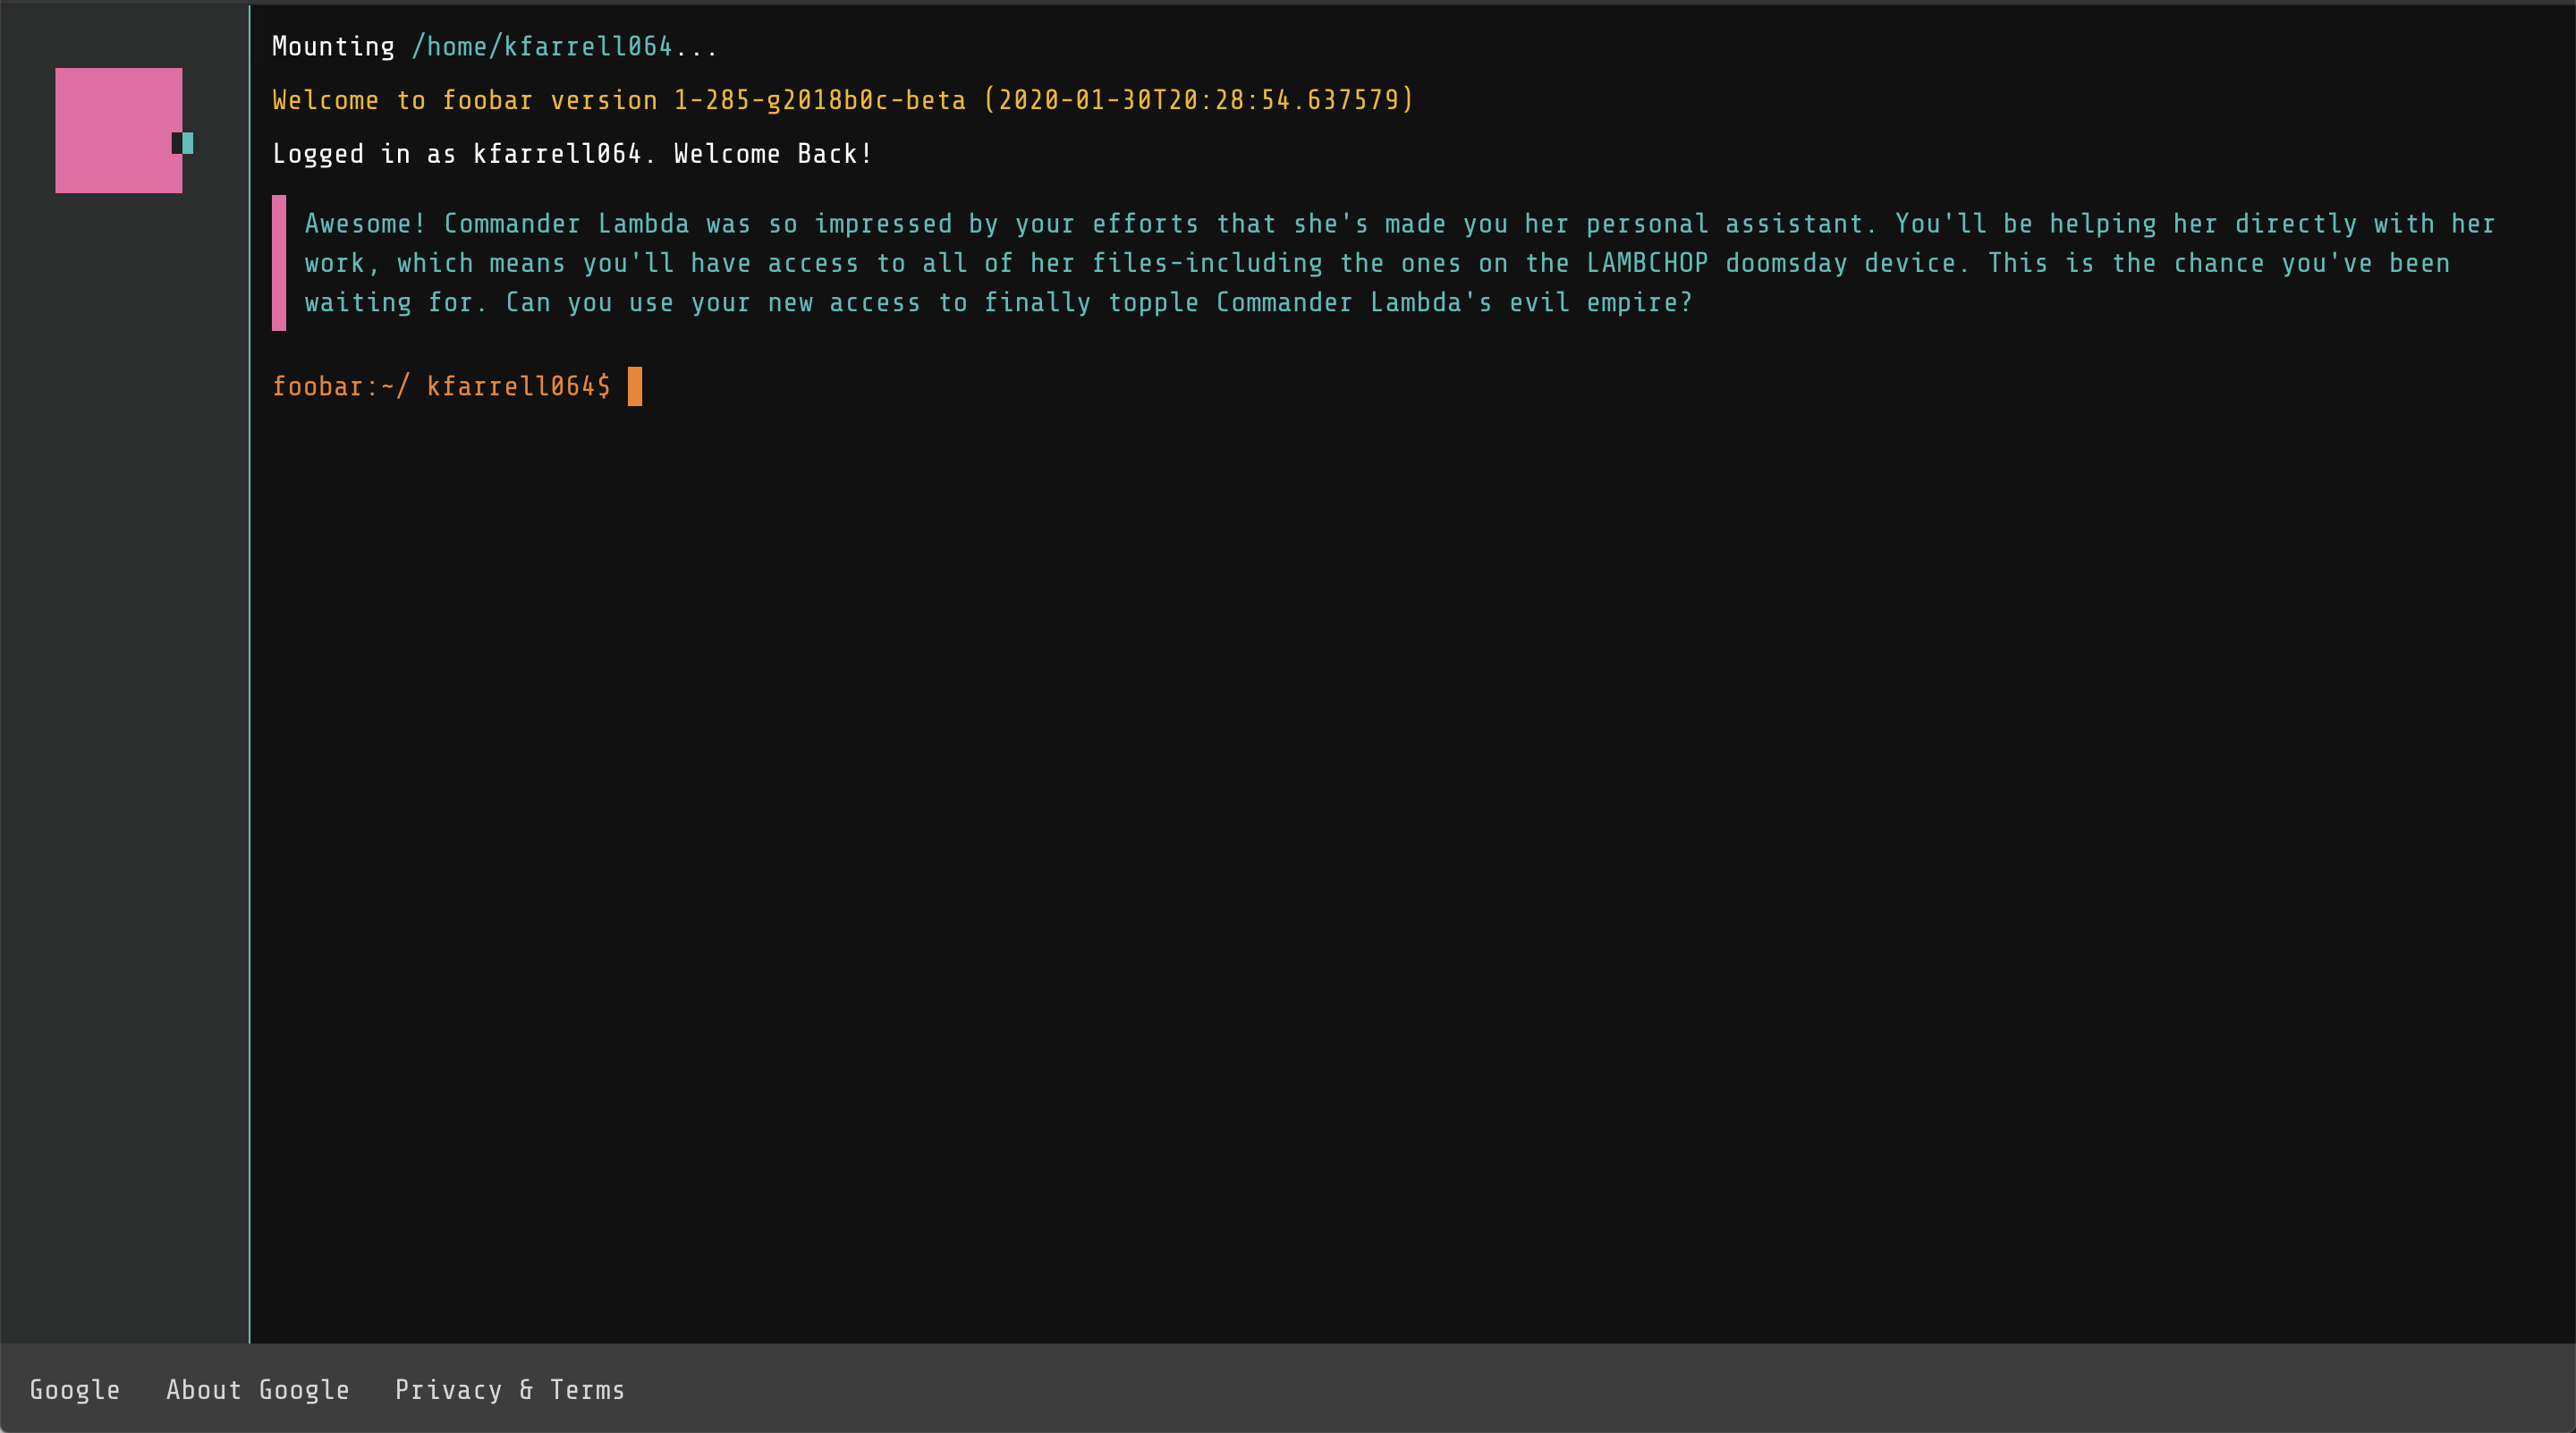 Mounting /home/kfarrell064...
Welcome to foobar version 1-285-g2018b0c-beta (2020-01-30T20:28:54.637579)
Logged in as kfarrell064. Welcome Back!
Awesome! Commander Lambda was so impressed by your efforts that she's made you her personal assistant. You'll be helping her directly with her
work, which means you'll have access to all of her files-including the ones on the LAMBCHOP doomsday device. This is the chance you've been
waiting for. Can you use your new access to finally topple Commander Lambda's evil empire?
foobar:~/ kfarrell064$
Google About Google Privacy & Terms